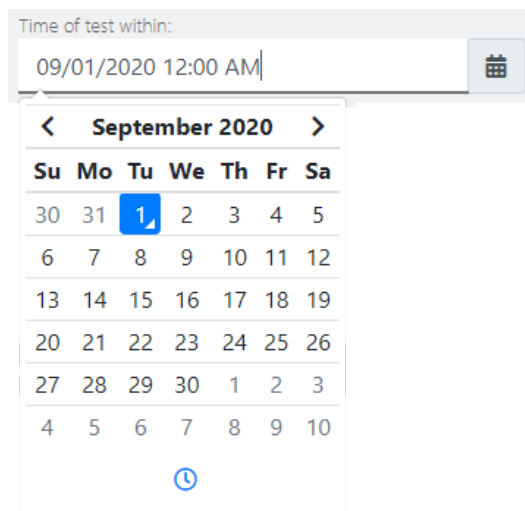 Time of test within:
09/01/2020 12:00 AM
September 2020
Su Mo Tu We Th Fr Sa
30 31 1 2 3 4 5
6 7 8 9 10 11 12
13 14 15 16 17 18 19
20 21 22 23 24 25 26
27 28 29 30 1 2 3
4 5 6 7 8 9 10